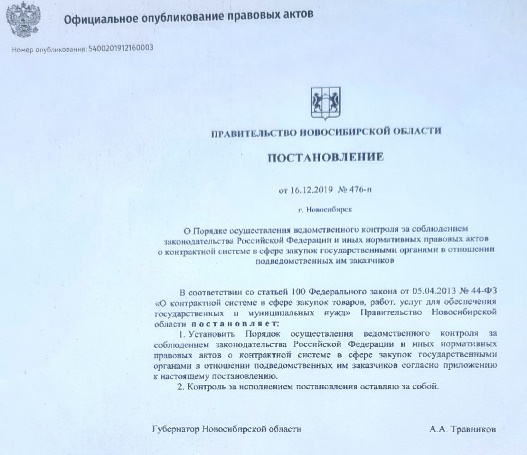 Официальное опубликование правовых актов
Номер опубликования: 5400201912160003
ПРАВИТЕЛЬСТВО НОВОСИБИРСКОЙ ОБЛАСТИ
ПОСТАНОВЛЕНИЕ
от 16.12.2019 № 476-п
г. Новосибирск
О Порядке осуществления ведомственного контроля за соблюдением
законодательства Российской Федерации и иных нормативных правовых актов
о контрактной системе в сфере закупок государственными органами в отношении
подведомственных им заказчиков
В соответствии со статьей 100 Федерального закона от 05.04.2013 № 44-ФЗ
«О контрактной системе в сфере закупок товаров, работ, услуг для обеспечения
государственных и муниципальных нужд» Правительство Новосибирской
области постановляет:
1. Установить Порядок осуществления ведомственного контроля за
соблюдением законодательства Российской Федерации и иных нормативных
правовых актов о контрактной системе в сфере закупок государственными
органами в отношении подведомственных им заказчиков согласно приложению
к настоящему постановлению.
2. Контроль за исполнением постановления оставляю за собой.
Губернатор Новосибирской области А.А. Травников